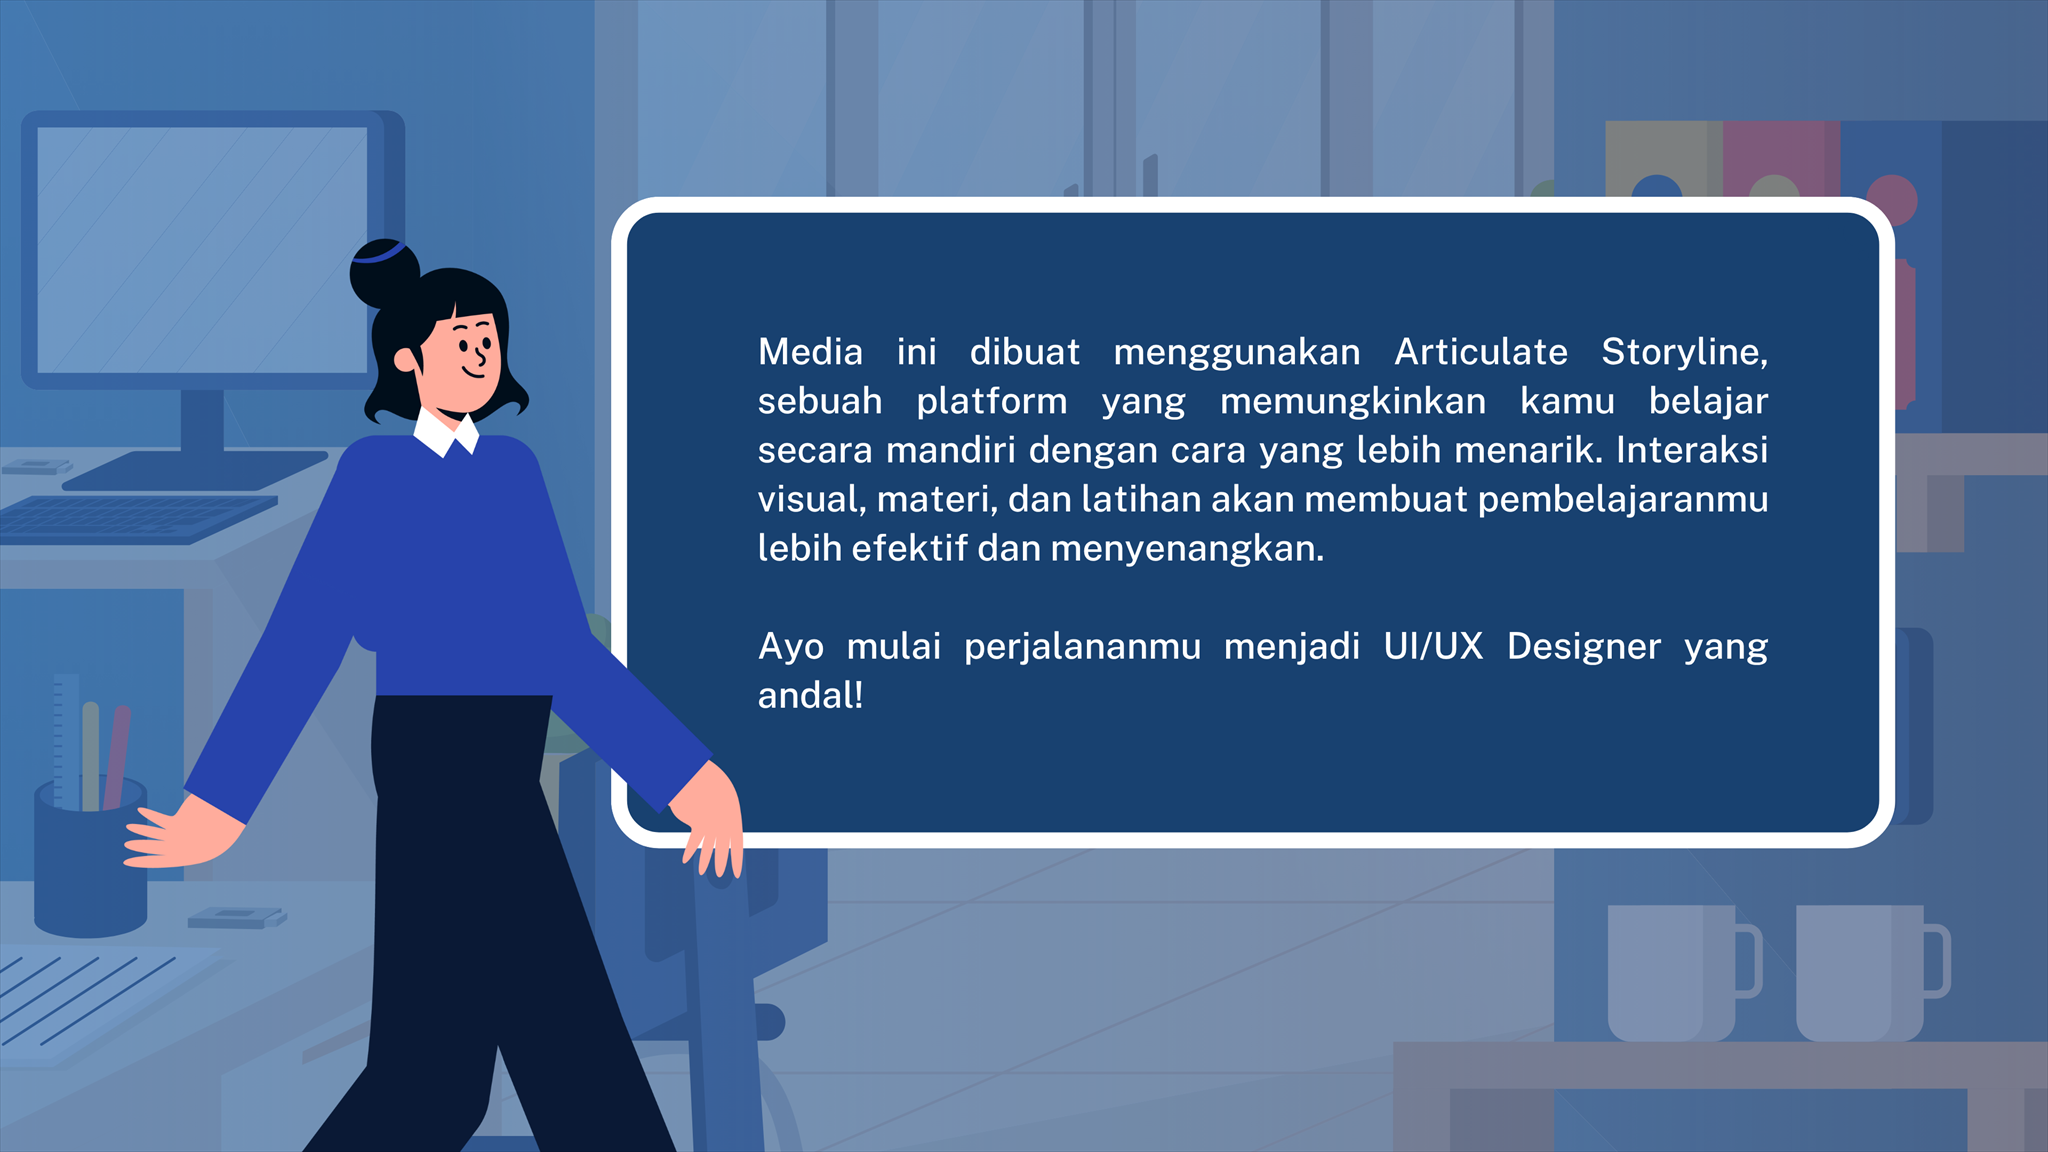 Media ini dibuat menggunakan Articulate Storyline,
sebuah platform yang memungkinkan kamu belajar
secara mandiri dengan cara yang lebih menarik. Interaksi
visual, materi, dan latihan akan membuat pembelajaranmu
lebih efektif dan menyenangkan.
Ayo mulai perjalananmu menjadi UI/UX Designer yang
andal!